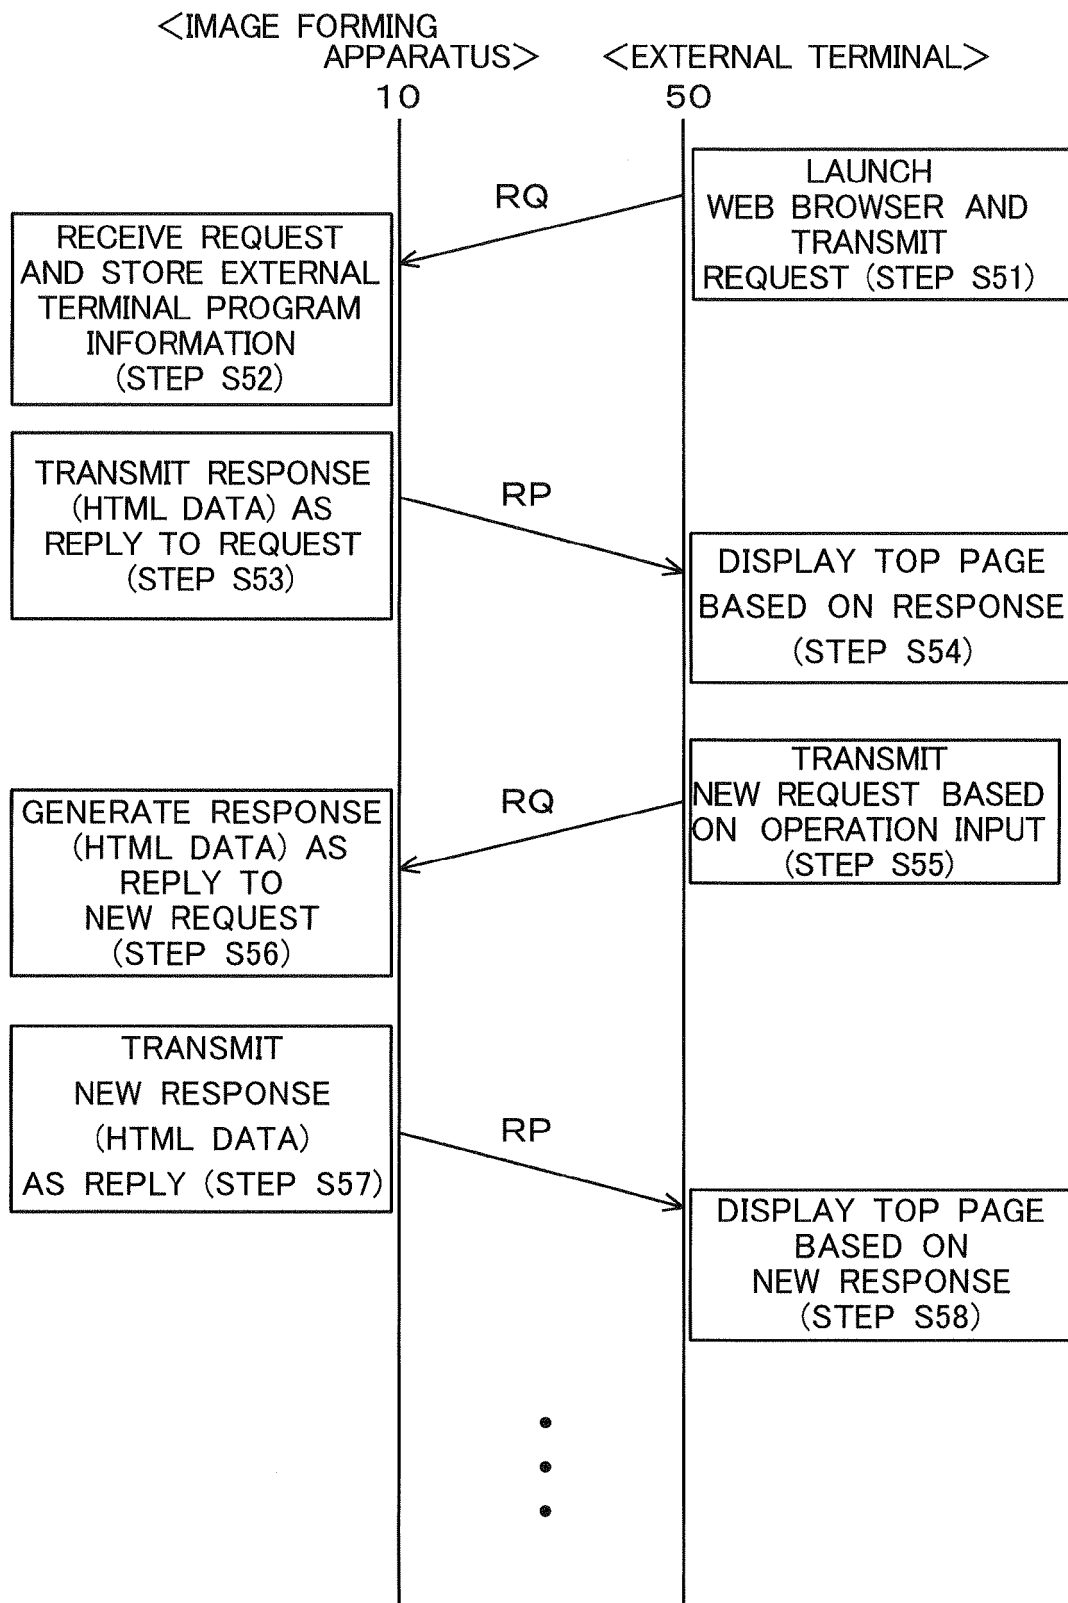 <IMAGE FORMING
APPARATUS>
<EXTERNAL TERMINAL>
10
50
LAUNCH
WEB BROWSER AND
TRANSMIT
REQUEST (STEP S51)
RQ
RECEIVE REQUEST
AND STORE EXTERNAL
TERMINAL PROGRAM
INFORMATION
(STEP S52)
TRANSMIT RESPONSE
(HTML DATA) AS
REPLY TO REQUEST
(STEP S53)
RP
DISPLAY TOP PAGE
BASED ON RESPONSE
(STEP S54)
TRANSMIT
NEW REQUEST BASED
ON OPERATION INPUT
(STEP S55)
RQ
GENERATE RESPONSE
(HTML DATA) AS
REPLY TO
NEW REQUEST
(STEP S56)
TRANSMIT
NEW RESPONSE
(HTML DATA)
AS REPLY (STEP S57)
RP
DISPLAY TOP PAGE
BASED ON
NEW RESPONSE
(STEP S58)